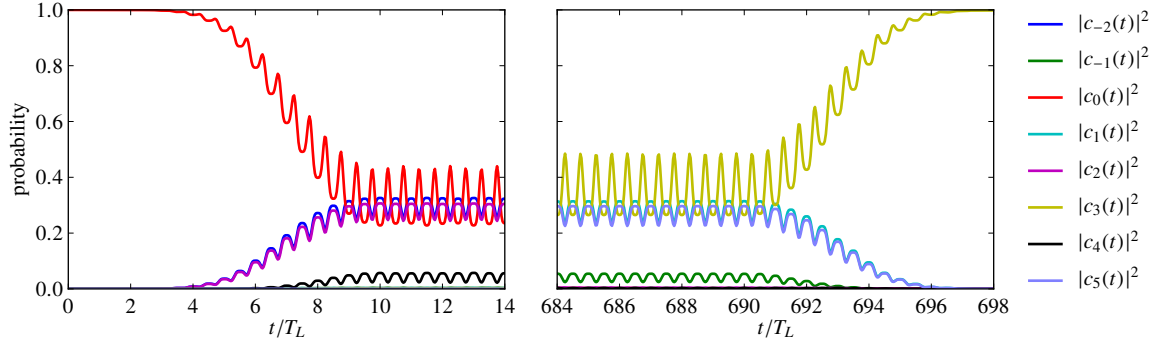 probability
1.0
0.8
0.6
0.4
0.2
0.0
0 2 4 6 8 10 12 14
t/T_L
684 686 688 690 692 694 696 698
t/T_L
|c_{-2}(t)|^2
|c_{-1}(t)|^2
|c_0(t)|^2
|c_1(t)|^2
|c_2(t)|^2
|c_3(t)|^2
|c_4(t)|^2
|c_5(t)|^2